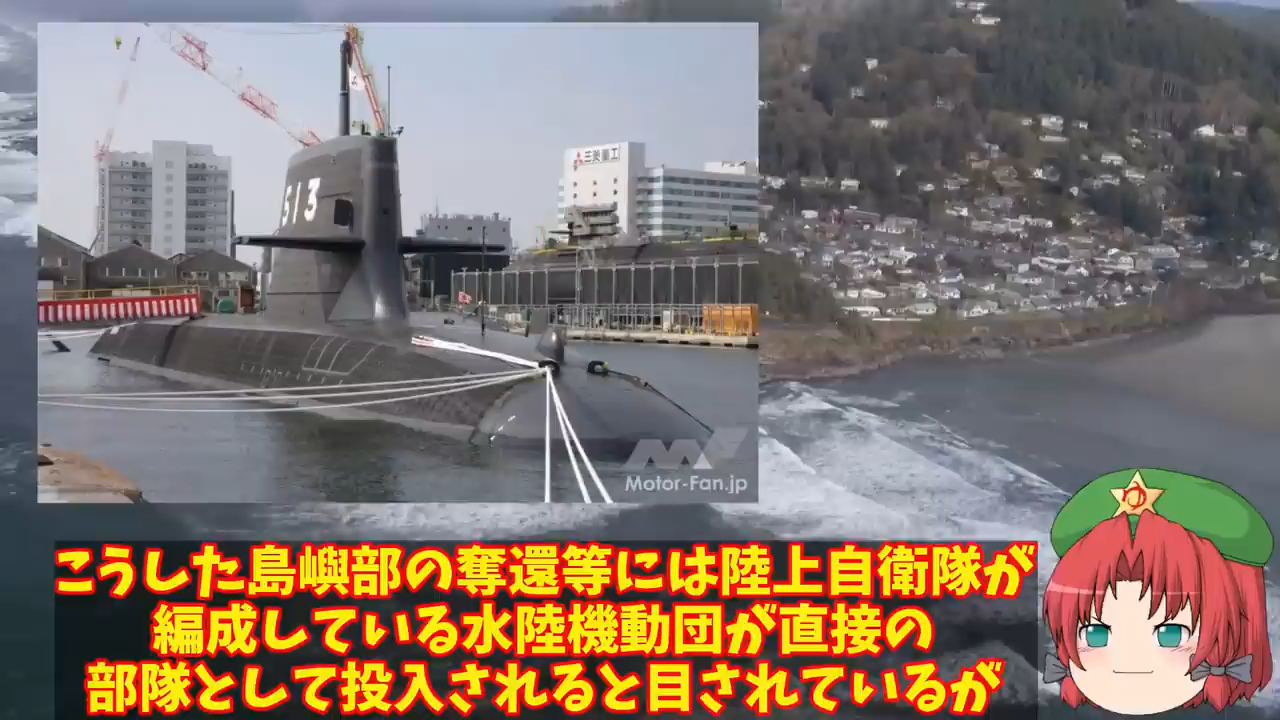 三菱重工
513
Motor-Fan.jp
こうした島嶼部の奪還等には陸上自衛隊が
編成している水陸機動団が直接の
部隊として投入されると目されているが